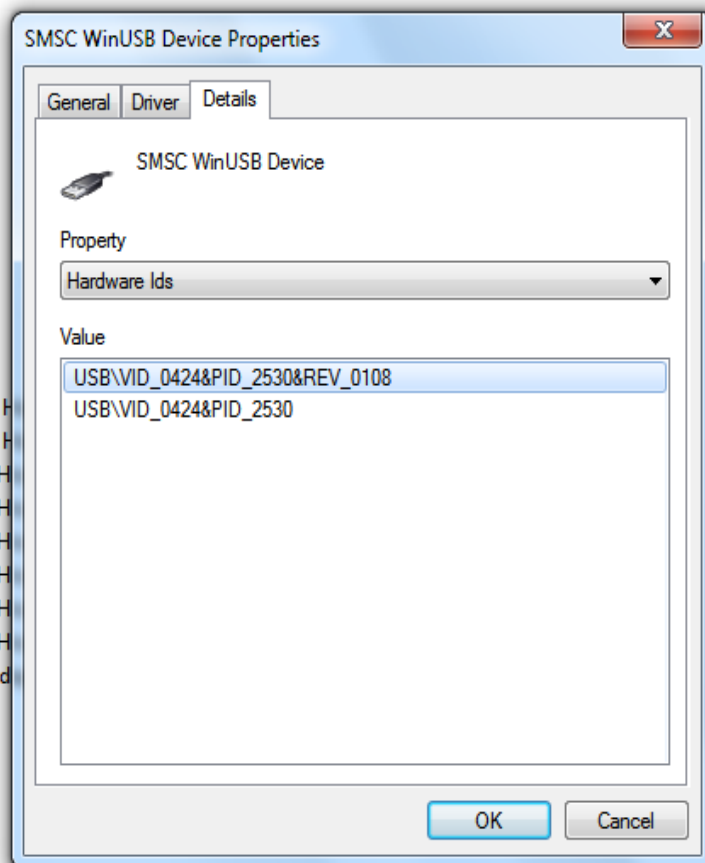 SMSC WinUSB Device Properties
General
Driver
Details
SMSC WinUSB Device
Property
Hardware Ids
Value
USB\VID_0424&PID_2530&REV_0108
USB\VID_0424&PID_2530
H
H
H
H
H
H
H
H
d
OK
Cancel